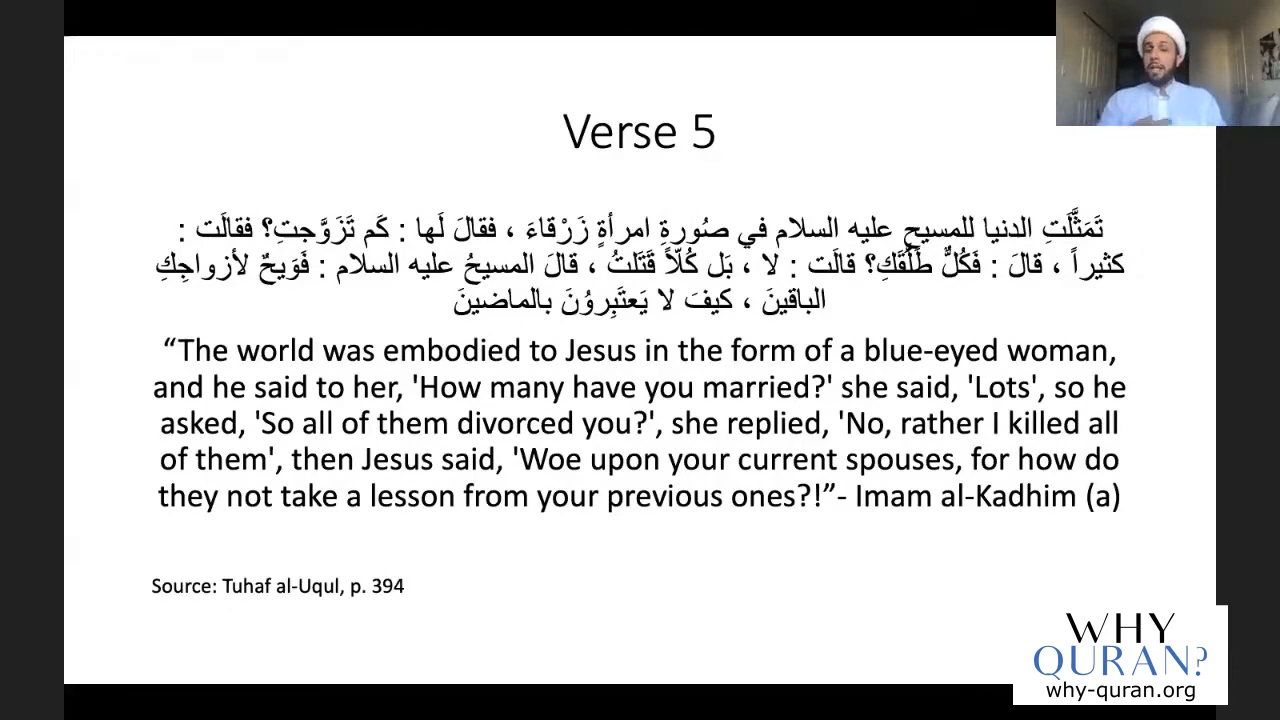 Verse 5
تَمَثَّلَتِ الدنيا للمسيحِ عليه السلام في صُورةِ امرأةٍ زَرْقاءَ ، فقالَ لَها : كَم تَزَوَّجتِ؟ فقالَت :
كثيراً ، قالَ : فَكُلٌّ طَلَّقَكِ؟ قالَت : لا ، بَل كُلّاً قَتَلتُ ، قالَ المسيحُ عليه السلام : فَوَيحٌ لأزواجِكِ
الباقينَ ، كيفَ لا يَعتَبِروُنَ بالماضينَ
“The world was embodied to Jesus in the form of a blue-eyed woman,
and he said to her, 'How many have you married?' she said, 'Lots', so he
asked, 'So all of them divorced you?', she replied, 'No, rather I killed all
of them', then Jesus said, 'Woe upon your current spouses, for how do
they not take a lesson from your previous ones?!”- Imam al-Kadhim (a)
Source: Tuhaf al-Uqul, p. 394
WHY
QURAN?
why-quran.org